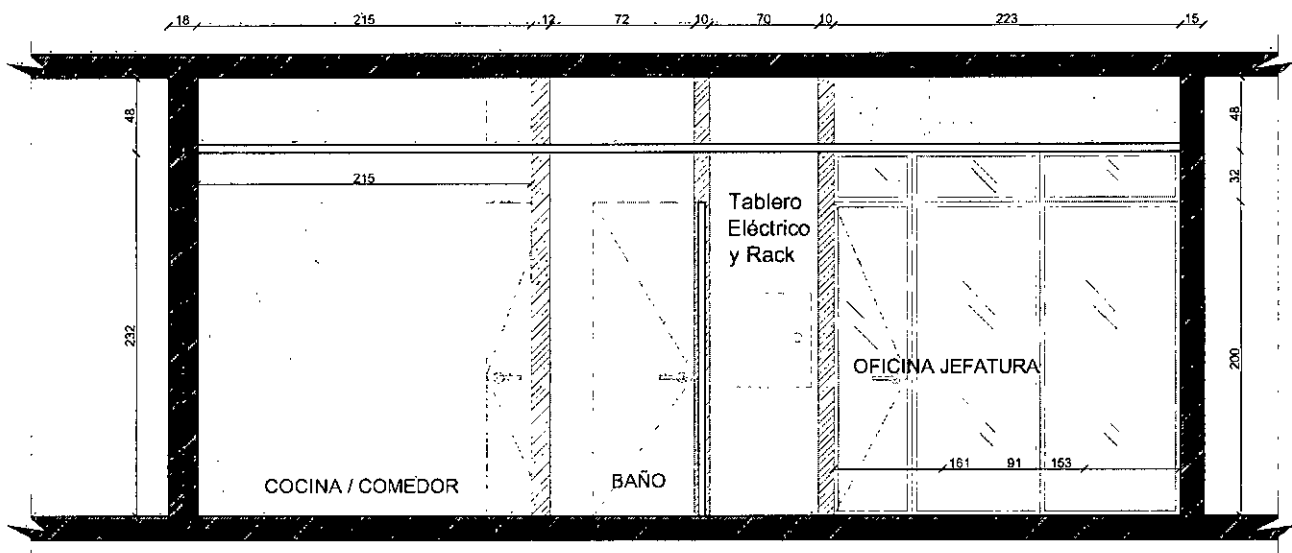 18 215 12 72 10 70 10 223 15
48 48
215 32
Tablero
Eléctrico
y Rack
232 200
OFICINA JEFATURA
161 91 153
BAÑO
COCINA / COMEDOR